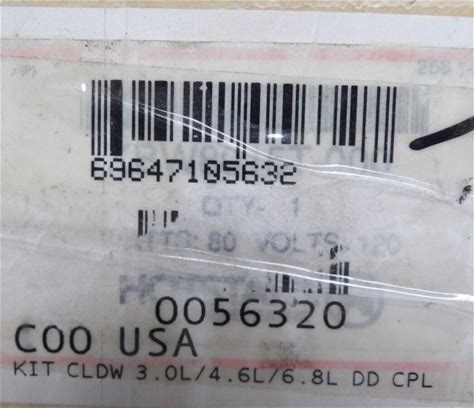 (P)
69647105632
QTY- 1
80 VOLTS 120
0056320
COO USA
KIT CLDW 3.0L/4.6L/6.8L DD CPL